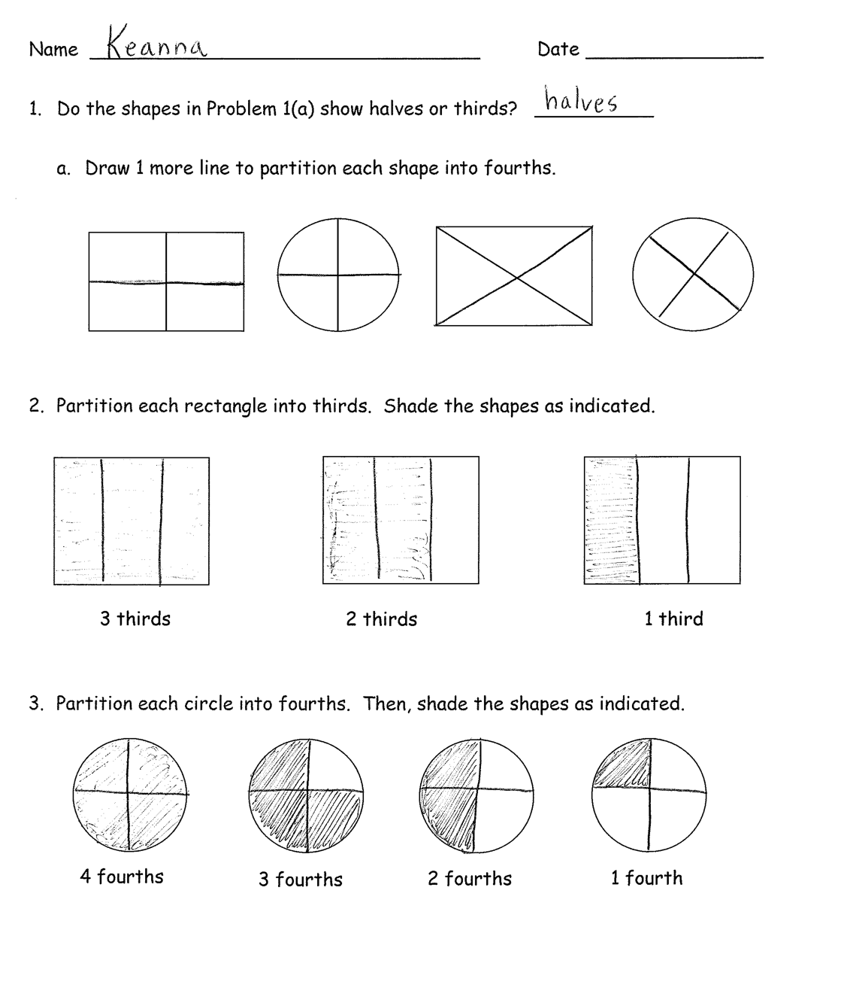 Name Keanna Date
1. Do the shapes in Problem 1(a) show halves or thirds? halves
a. Draw 1 more line to partition each shape into fourths.
2. Partition each rectangle into thirds. Shade the shapes as indicated.
3 thirds 2 thirds 1 third
3. Partition each circle into fourths. Then, shade the shapes as indicated.
4 fourths 3 fourths 2 fourths 1 fourth